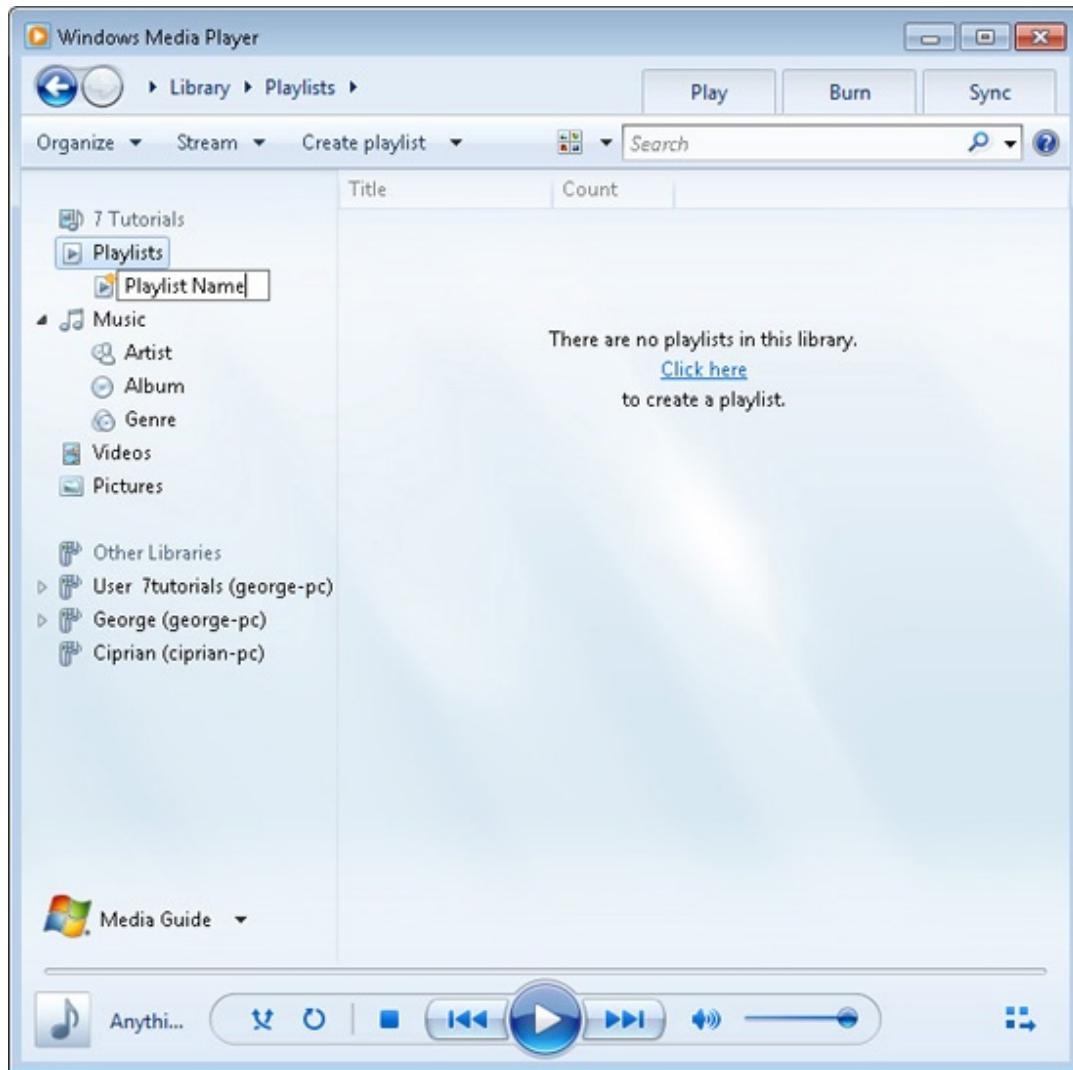 Windows Media Player
Library Playlists
Play Burn Sync
Organize Stream Create playlist Search
Title Count
7 Tutorials
Playlists
Playlist Name
Music
Artist
Album
Genre
Videos
Pictures
There are no playlists in this library.
Click here
to create a playlist.
Other Libraries
User 7tutorials (george-pc)
George (george-pc)
Ciprian (ciprian-pc)
Media Guide
Anythi...